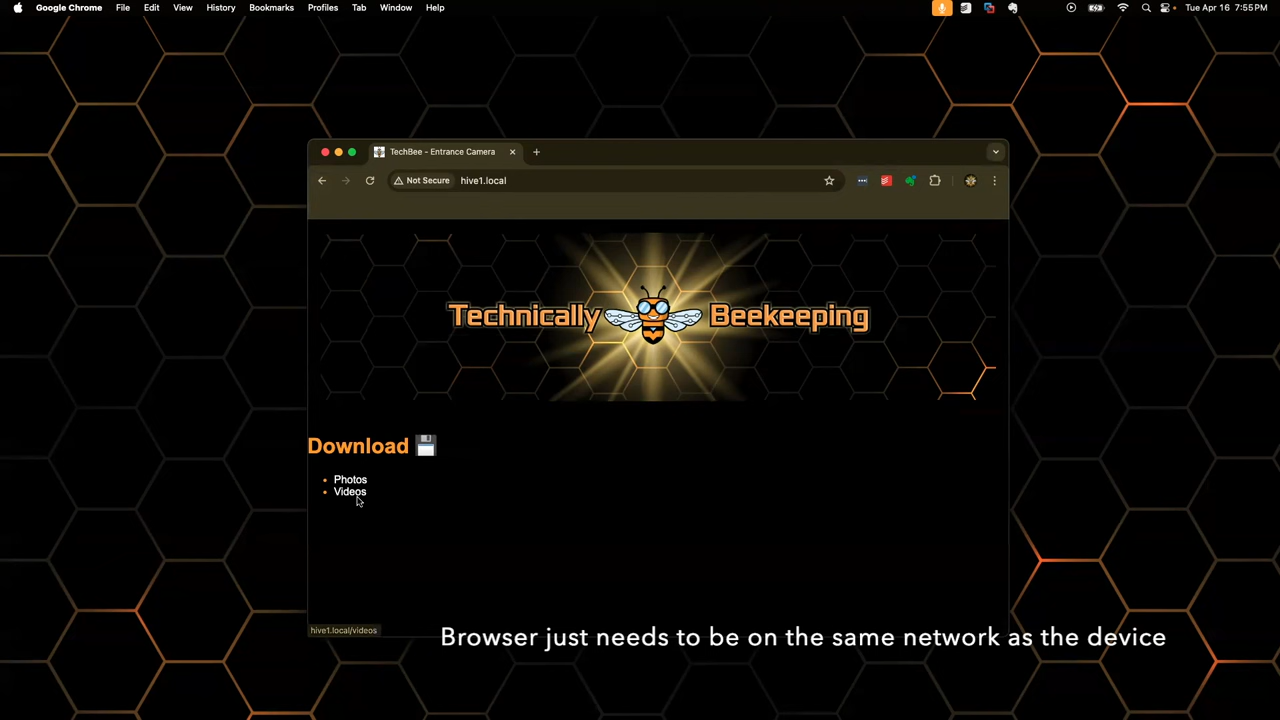 Google Chrome File Edit View History Bookmarks Profiles Tab Window Help Tue Apr 16 7:55PM
TechBee - Entrance Camera
Not Secure hive1.local
Technically Beekeeping
Download
Photos
Videos
hive1.local/videos
Browser just needs to be on the same network as the device